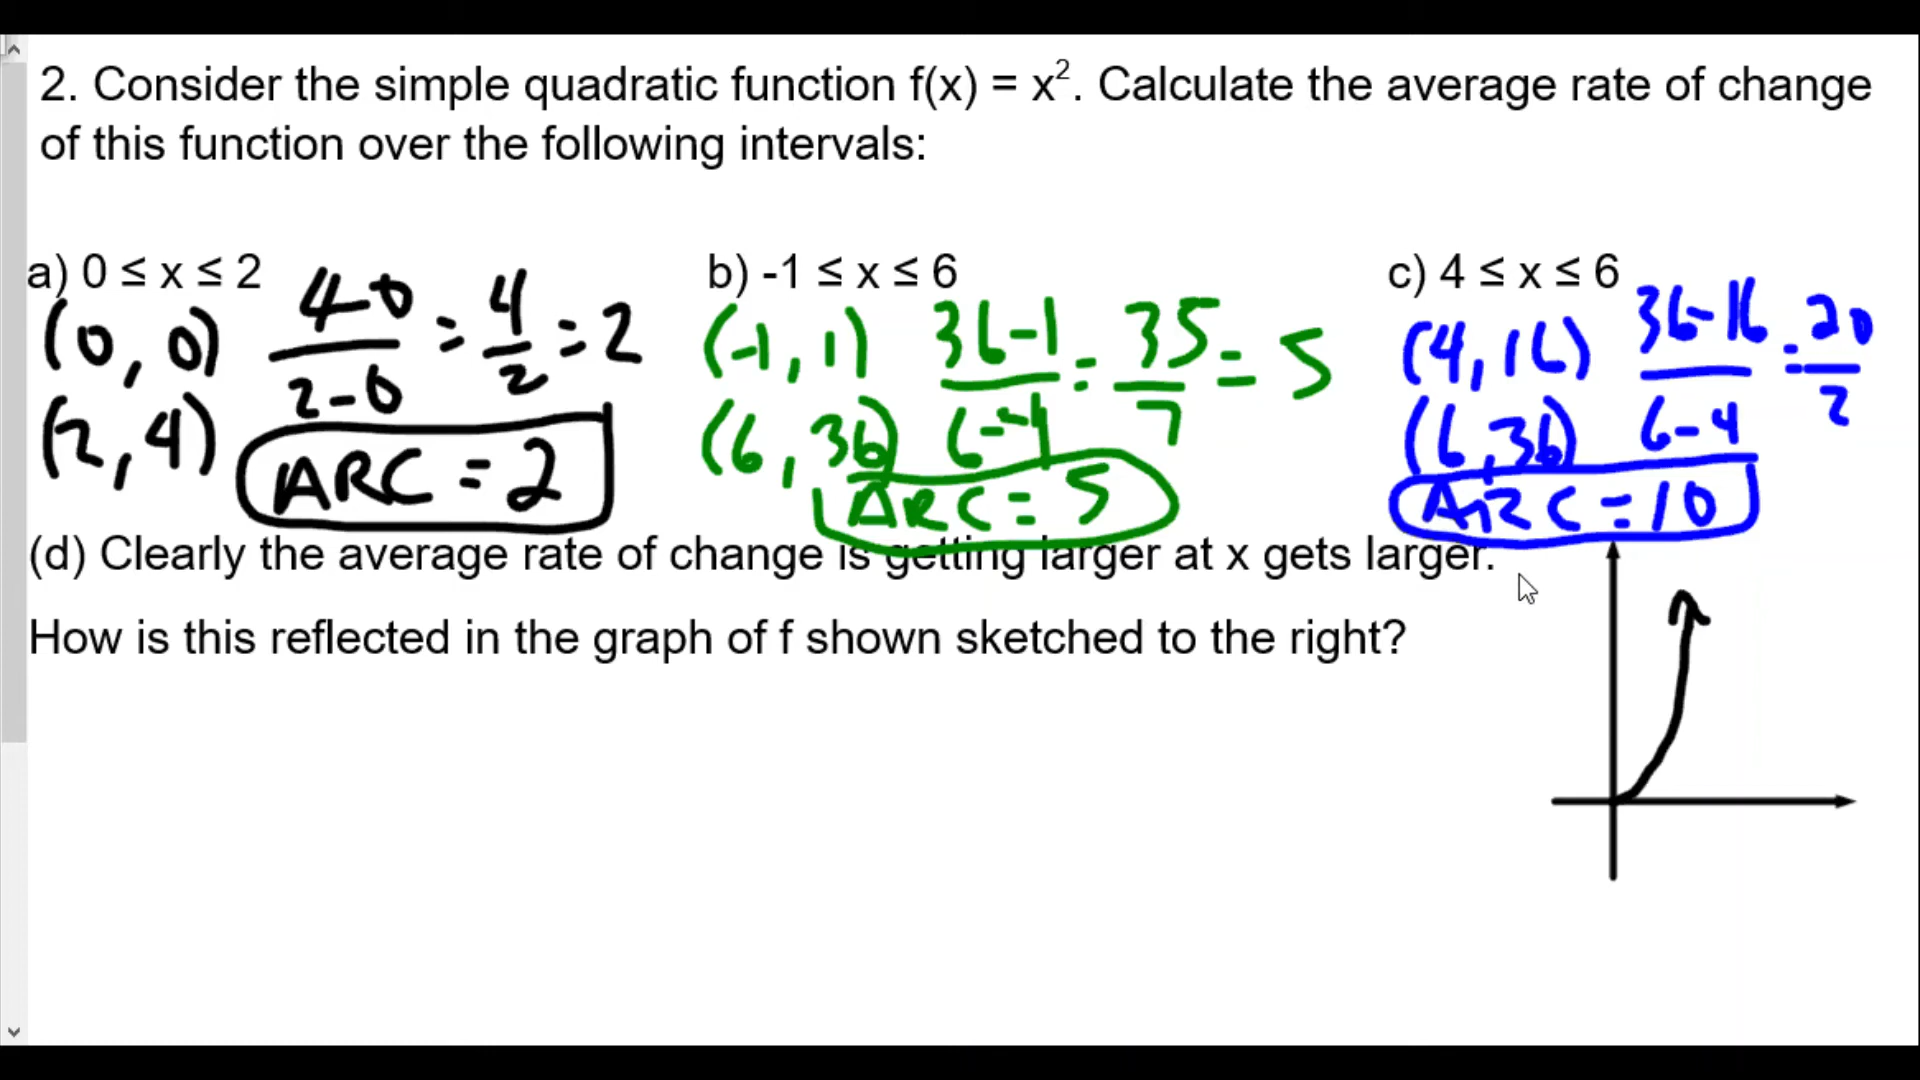 2. Consider the simple quadratic function f(x) = x². Calculate the average rate of change
of this function over the following intervals:
a) 0 ≤ x ≤ 2
(0, 0)
(2, 4)
4-0
2-0
= 4/2 = 2
ARC = 2
b) -1 ≤ x ≤ 6
(-1, 1)
(6, 36)
36-1
6--1
= 35/7 = 5
ARC = 5
c) 4 ≤ x ≤ 6
(4, 16)
(6, 36)
36-16
6-4
= 20/2
ARC = 10
(d) Clearly the average rate of change is getting larger at x gets larger.
How is this reflected in the graph of f shown sketched to the right?